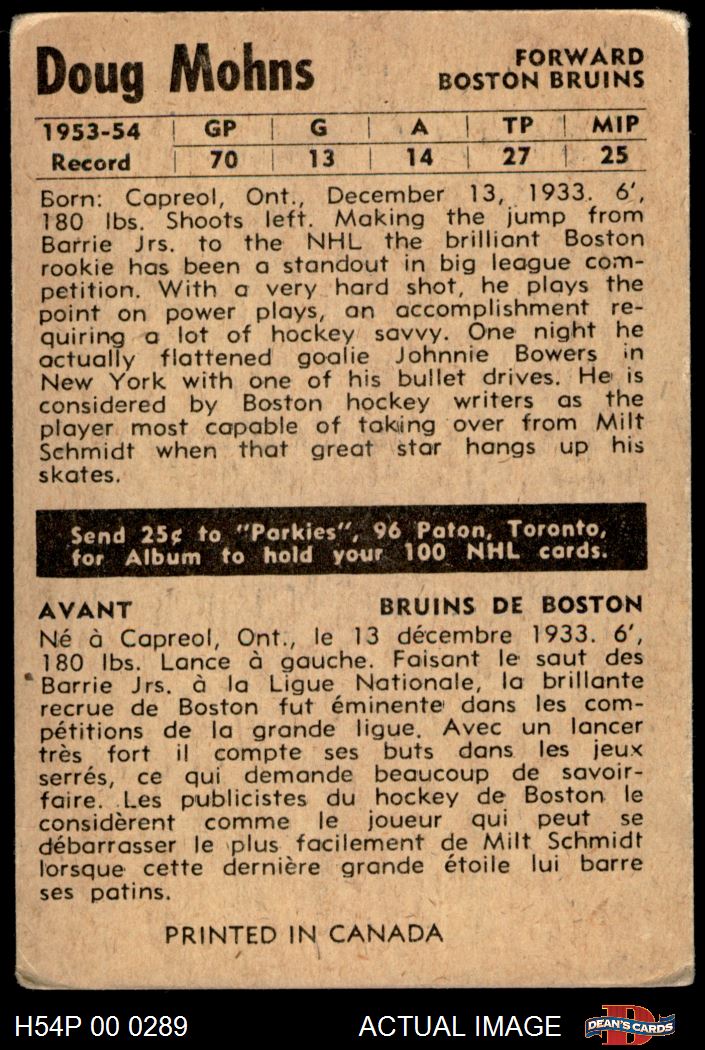 Doug Mohns
FORWARD
BOSTON BRUINS
1953-54 | GP | G | A | TP | MIP
Record | 70 | 13 | 14 | 27 | 25
Born: Capreol, Ont., December 13, 1933. 6',
180 lbs. Shoots left. Making the jump from
Barrie Jrs. to the NHL the brilliant Boston
rookie has been a standout in big league com-
petition. With a very hard shot, he plays the
point on power plays, an accomplishment re-
quiring a lot of hockey savvy. One night he
actually flattened goalie Johnnie Bowers in
New York with one of his bullet drives. He is
considered by Boston hockey writers as the
player most capable of taking over from Milt
Schmidt when that great star hangs up his
skates.
Send 25¢ to "Parkies", 96 Paton, Toronto,
for Album to hold your 100 NHL cards.
AVANT BRUINS DE BOSTON
Né à Capreol, Ont., le 13 décembre 1933. 6',
180 lbs. Lance à gauche. Faisant le saut des
Barrie Jrs. à la Ligue Nationale, la brillante
recrue de Boston fut éminente dans les com-
pétitions de la grande ligue. Avec un lancer
très fort il compte ses buts dans les jeux
serrés, ce qui demande beaucoup de savoir-
faire. Les publicistes du hockey de Boston le
considèrent comme le joueur qui peut se
débarrasser le plus facilement de Milt Schmidt
lorsque cette dernière grande étoile lui barre
ses patins.
PRINTED IN CANADA
H54P 00 0289 ACTUAL IMAGE D DEAN'S CARDS